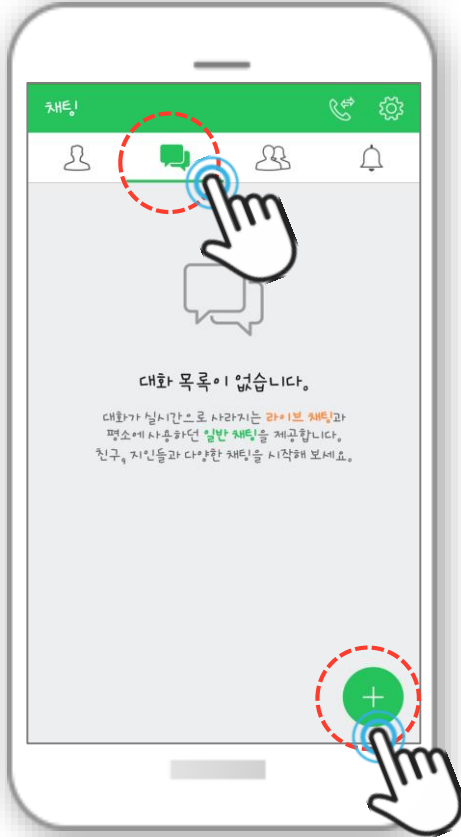 채팅
대화 목록이 없습니다.
대화가 실시간으로 사라지는 라이브 채팅과
평소에 사용하던 일반 채팅을 제공합니다.
친구, 지인들과 다양한 채팅을 시작해 보세요.